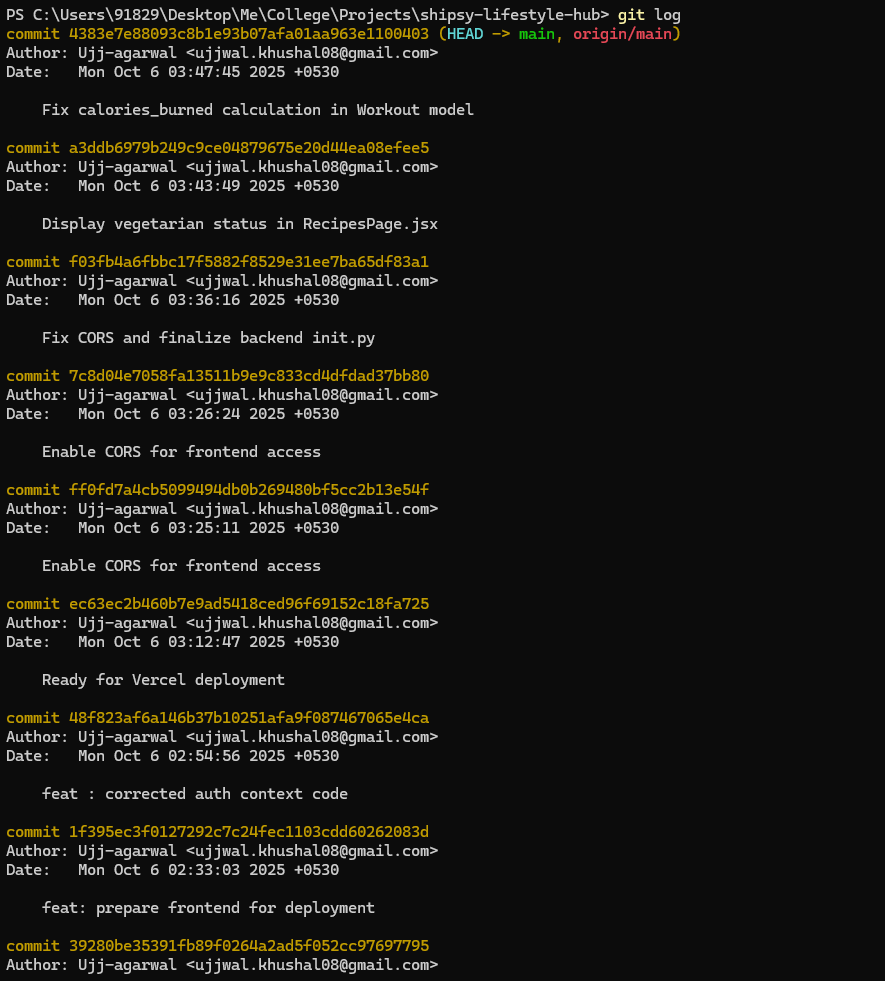 PS C:\Users\91829\Desktop\Me\College\Projects\shipsy-lifestyle-hub> git log
commit 4383e7e88093c8b1e93b07afa01aa963e1100403 (HEAD -> main, origin/main)
Author: Ujj-agarwal <ujjwal.khushal08@gmail.com>
Date:   Mon Oct 6 03:47:45 2025 +0530
    Fix calories_burned calculation in Workout model
commit a3ddb6979b249c9ce04879675e20d44ea08efee5
Author: Ujj-agarwal <ujjwal.khushal08@gmail.com>
Date:   Mon Oct 6 03:43:49 2025 +0530
    Display vegetarian status in RecipesPage.jsx
commit f03fb4a6fbbc17f5882f8529e31ee7ba65df83a1
Author: Ujj-agarwal <ujjwal.khushal08@gmail.com>
Date:   Mon Oct 6 03:36:16 2025 +0530
    Fix CORS and finalize backend init.py
commit 7c8d04e7058fa13511b9e9c833cd4dfdad37bb80
Author: Ujj-agarwal <ujjwal.khushal08@gmail.com>
Date:   Mon Oct 6 03:26:24 2025 +0530
    Enable CORS for frontend access
commit ff0fd7a4cb5099494db0b269480bf5cc2b13e54f
Author: Ujj-agarwal <ujjwal.khushal08@gmail.com>
Date:   Mon Oct 6 03:25:11 2025 +0530
    Enable CORS for frontend access
commit ec63ec2b460b7e9ad5418ced96f69152c18fa725
Author: Ujj-agarwal <ujjwal.khushal08@gmail.com>
Date:   Mon Oct 6 03:12:47 2025 +0530
    Ready for Vercel deployment
commit 48f823af6a146b37b10251afa9f087467065e4ca
Author: Ujj-agarwal <ujjwal.khushal08@gmail.com>
Date:   Mon Oct 6 02:54:56 2025 +0530
    feat : corrected auth context code
commit 1f395ec3f0127292c7c24fec1103cdd60262083d
Author: Ujj-agarwal <ujjwal.khushal08@gmail.com>
Date:   Mon Oct 6 02:33:03 2025 +0530
    feat: prepare frontend for deployment
commit 39280be35391fb89f0264a2ad5f052cc97697795
Author: Ujj-agarwal <ujjwal.khushal08@gmail.com>